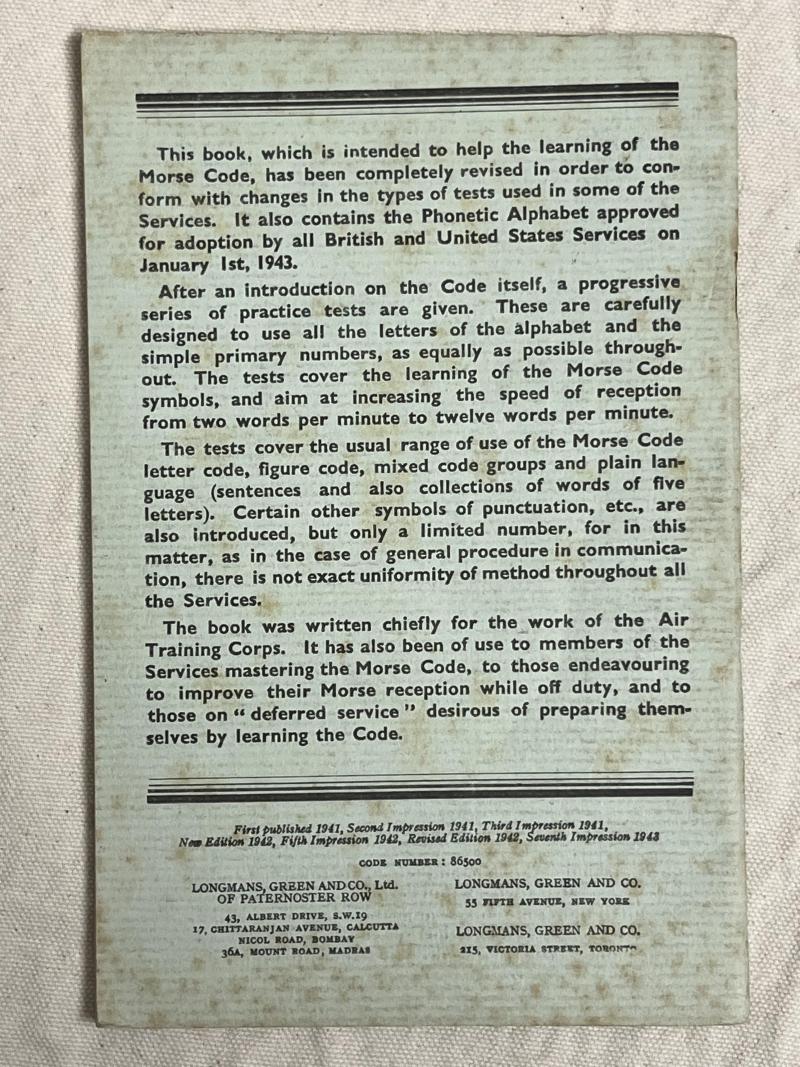 This book, which is intended to help the learning of the
Morse Code, has been completely revised in order to con-
form with changes in the types of tests used in some of the
Services. It also contains the Phonetic Alphabet approved
for adoption by all British and United States Services on
January 1st, 1943.
After an introduction on the Code itself, a progressive
series of practice tests are given. These are carefully
designed to use all the letters of the alphabet and the
simple primary numbers, as equally as possible through-
out. The tests cover the learning of the Morse Code
symbols, and aim at increasing the speed of reception
from two words per minute to twelve words per minute.
The tests cover the usual range of use of the Morse Code
letter code, figure code, mixed code groups and plain lan-
guage (sentences and also collections of words of five
letters). Certain other symbols of punctuation, etc., are
also introduced, but only a limited number, for in this
matter, as in the case of general procedure in communica-
tion, there is not exact uniformity of method throughout all
the Services.
The book was written chiefly for the work of the Air
Training Corps. It has also been of use to members of the
Services mastering the Morse Code, to those endeavouring
to improve their Morse reception while off duty, and to
those on “ deferred service ” desirous of preparing them-
selves by learning the Code.
First published 1941, Second Impression 1941, Third Impression 1941,
New Edition 1942, Fifth Impression 1942, Revised Edition 1942, Seventh Impression 1943
CODE NUMBER : 86500
LONGMANS, GREEN AND CO., Ltd.
OF PATERNOSTER ROW
43, ALBERT DRIVE, S.W.19
17, CHITTARANJAN AVENUE, CALCUTTA
NICOL ROAD, BOMBAY
36A, MOUNT ROAD, MADRAS
LONGMANS, GREEN AND CO.
55 FIFTH AVENUE, NEW YORK
LONGMANS, GREEN AND CO.
215, VICTORIA STREET, TORONTO